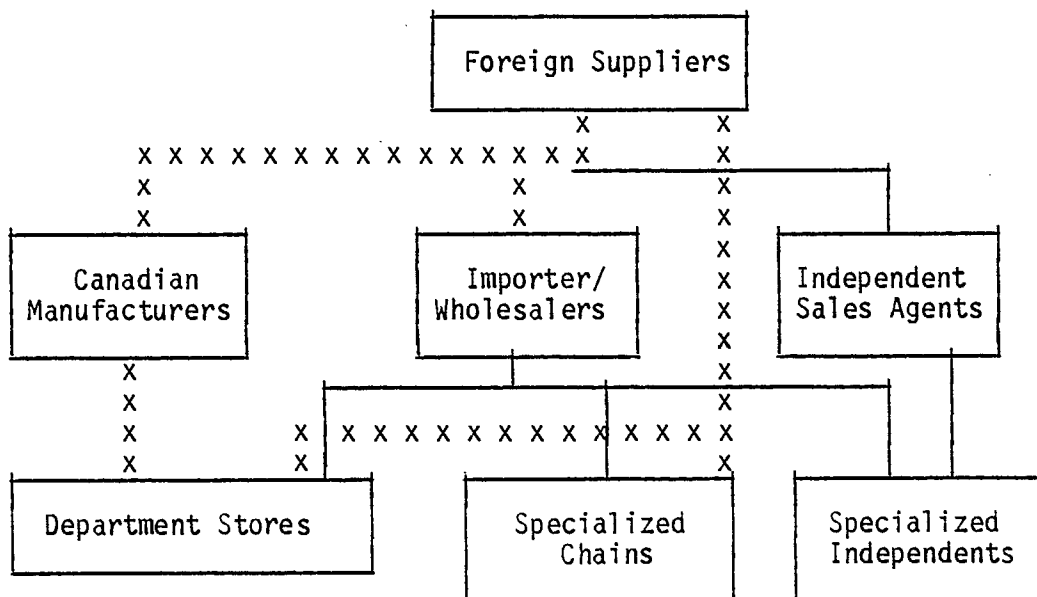 Foreign Suppliers
Canadian
Manufacturers
Importer/
Wholesalers
Independent
Sales Agents
Department Stores
Specialized
Chains
Specialized
Independents